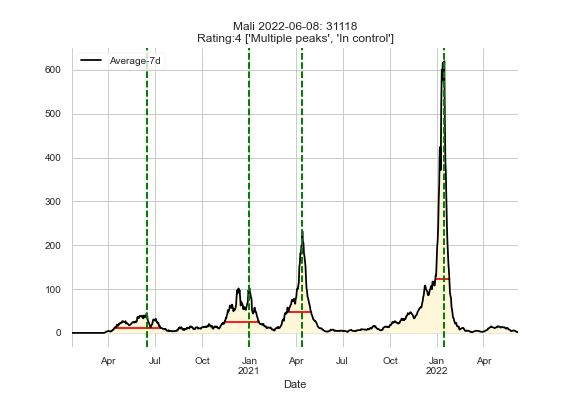 Mali 2022-06-08: 31118
Rating:4 ['Multiple peaks', 'In control']
Average-7d
600
500
400
300
200
100
0
Apr Jul Oct Jan Apr Jul Oct Jan Apr
2021 2022
Date